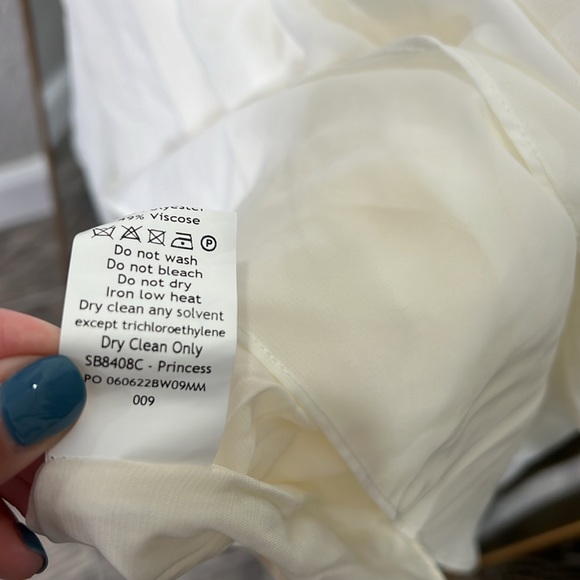 Viscose
P
Do not wash
Do not bleach
Do not dry
Iron low heat
Dry clean any solvent
except trichloroethylene
Dry Clean Only
SB8408C - Princess
PO 060622BW09MM
009